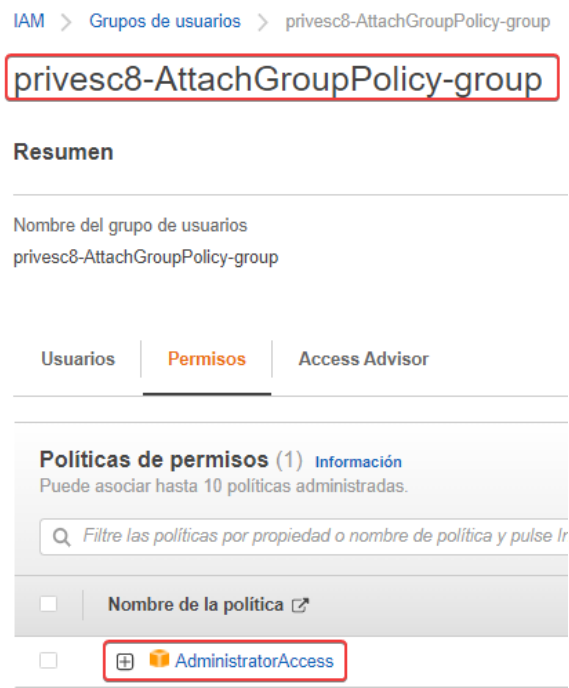 IAM > Grupos de usuarios > privesc8-AttachGroupPolicy-group
privesc8-AttachGroupPolicy-group
Resumen
Nombre del grupo de usuarios
privesc8-AttachGroupPolicy-group
Usuarios Permisos Access Advisor
Políticas de permisos (1) Información
Puede asociar hasta 10 políticas administradas.
Filtre las políticas por propiedad o nombre de política y pulse
Nombre de la política
AdministratorAccess